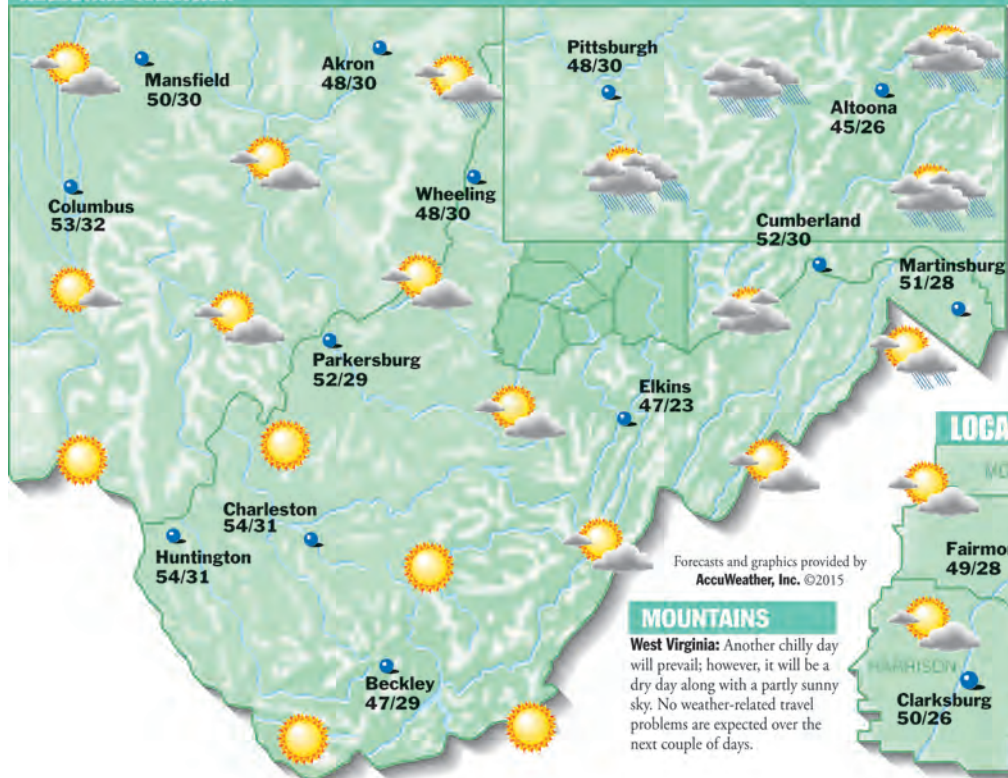 Mansfield
50/30
Akron
48/30
Pittsburgh
48/30
Altoona
45/26
Columbus
53/32
Wheeling
48/30
Cumberland
52/30
Martinsburg
51/28
Parkersburg
52/29
Elkins
47/23
Charleston
54/31
Huntington
54/31
Beckley
47/29
Forecasts and graphics provided by
AccuWeather, Inc. ©2015
MOUNTAINS
West Virginia: Another chilly day
will prevail; however, it will be a
dry day along with a partly sunny
sky. No weather-related travel
problems are expected over the
next couple of days.
LOCA
Fairmo
49/28
HARRISON
Clarksburg
50/26